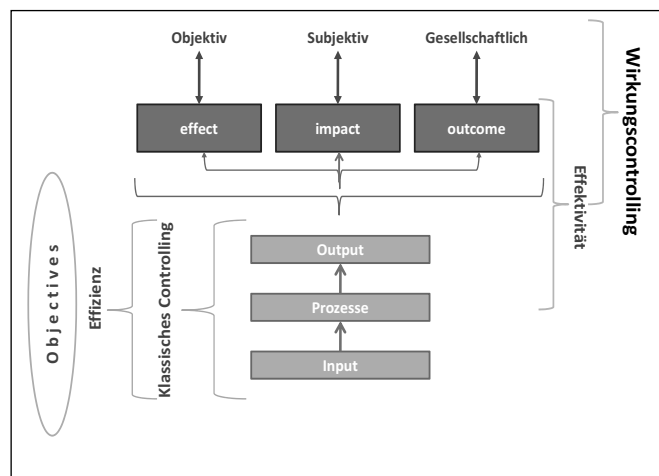 Objektiv
Subjektiv
Gesellschaftlich
effect
impact
outcome
Output
Prozesse
Input
Objectives
Effizienz
Klassisches Controlling
Effektivität
Wirkungscontrolling